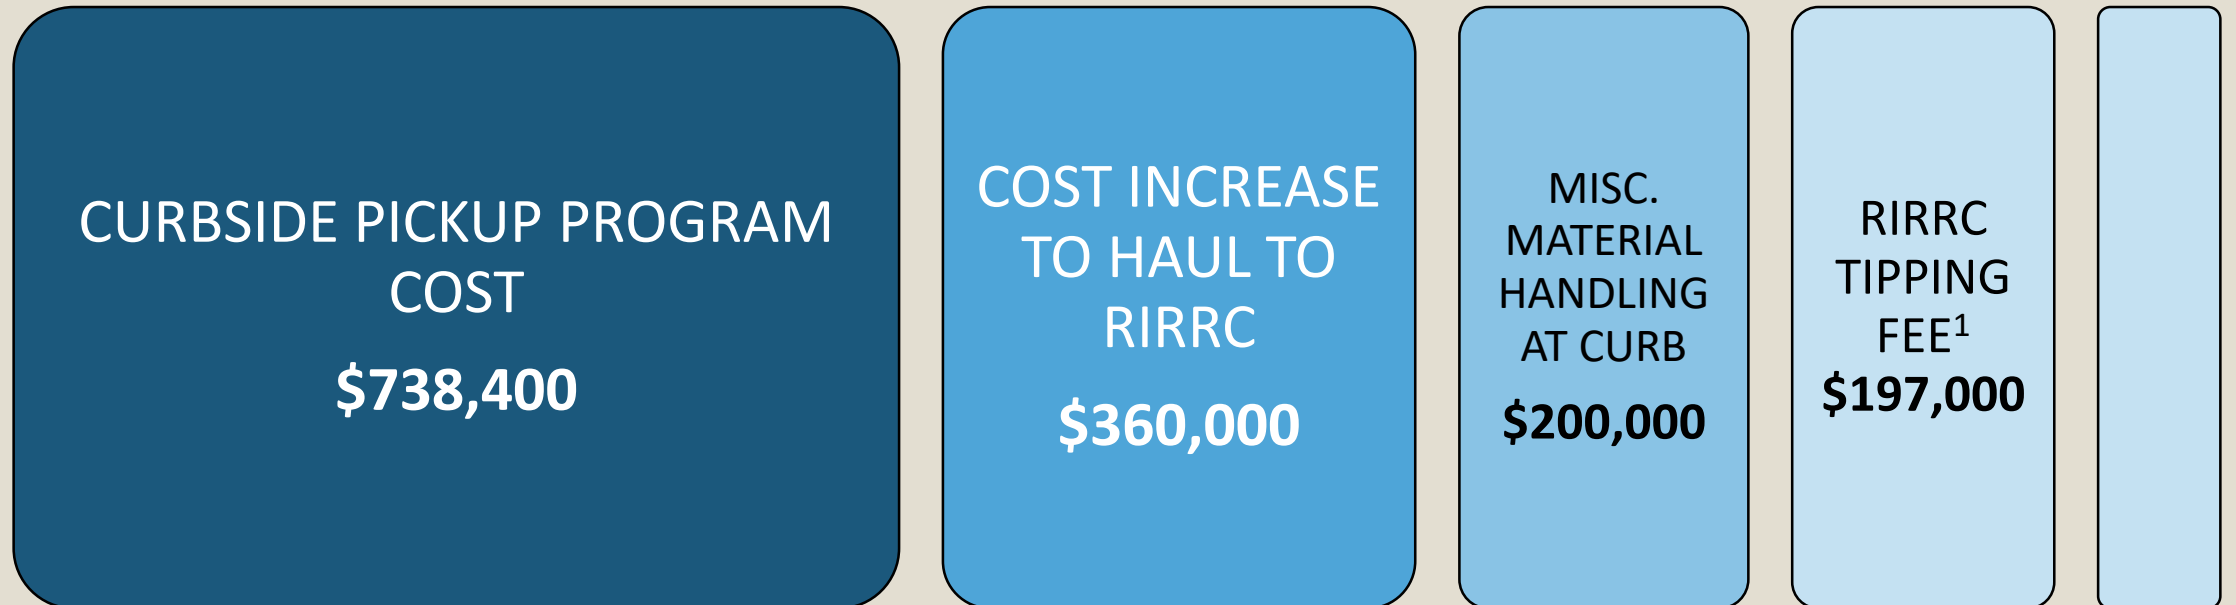 CURBSIDE PICKUP PROGRAM
COST
$738,400
COST INCREASE
TO HAUL TO
RIRRC
$360,000
MISC.
MATERIAL
HANDLING
AT CURB
$200,000
RIRRC
TIPPING
FEE¹
$197,000